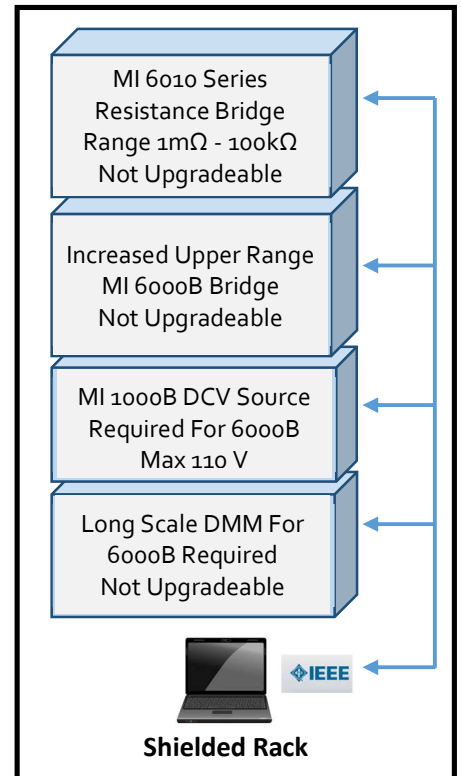 MI 6010 Series
Resistance Bridge
Range 1mΩ - 100kΩ
Not Upgradeable
Increased Upper Range
MI 6000B Bridge
Not Upgradeable
MI 1000B DCV Source
Required For 6000B
Max 110 V
Long Scale DMM For
6000B Required
Not Upgradeable
IEEE
Shielded Rack